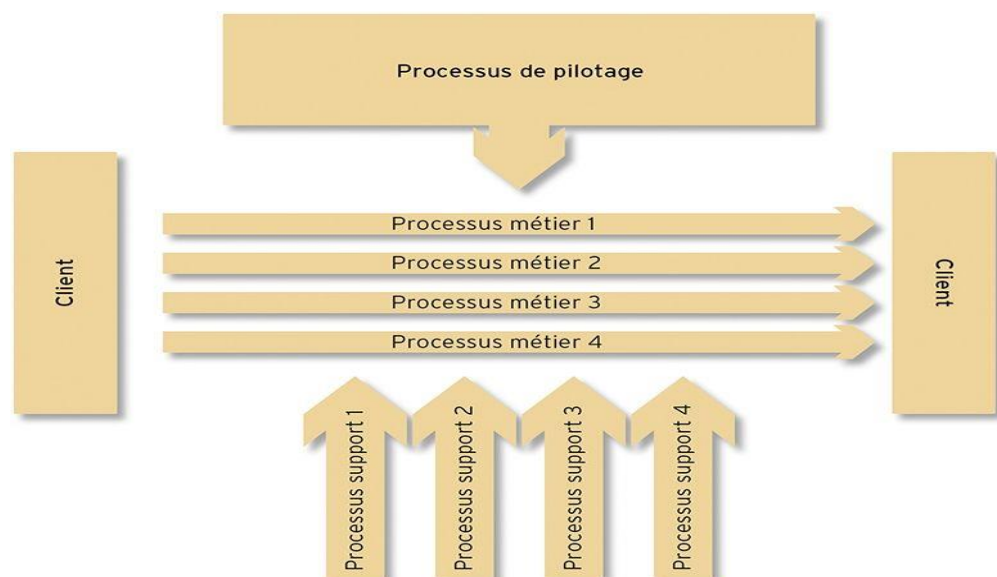 Processus de pilotage
Client
Processus métier 1
Processus métier 2
Processus métier 3
Processus métier 4
Client
Processus support 1
Processus support 2
Processus support 3
Processus support 4